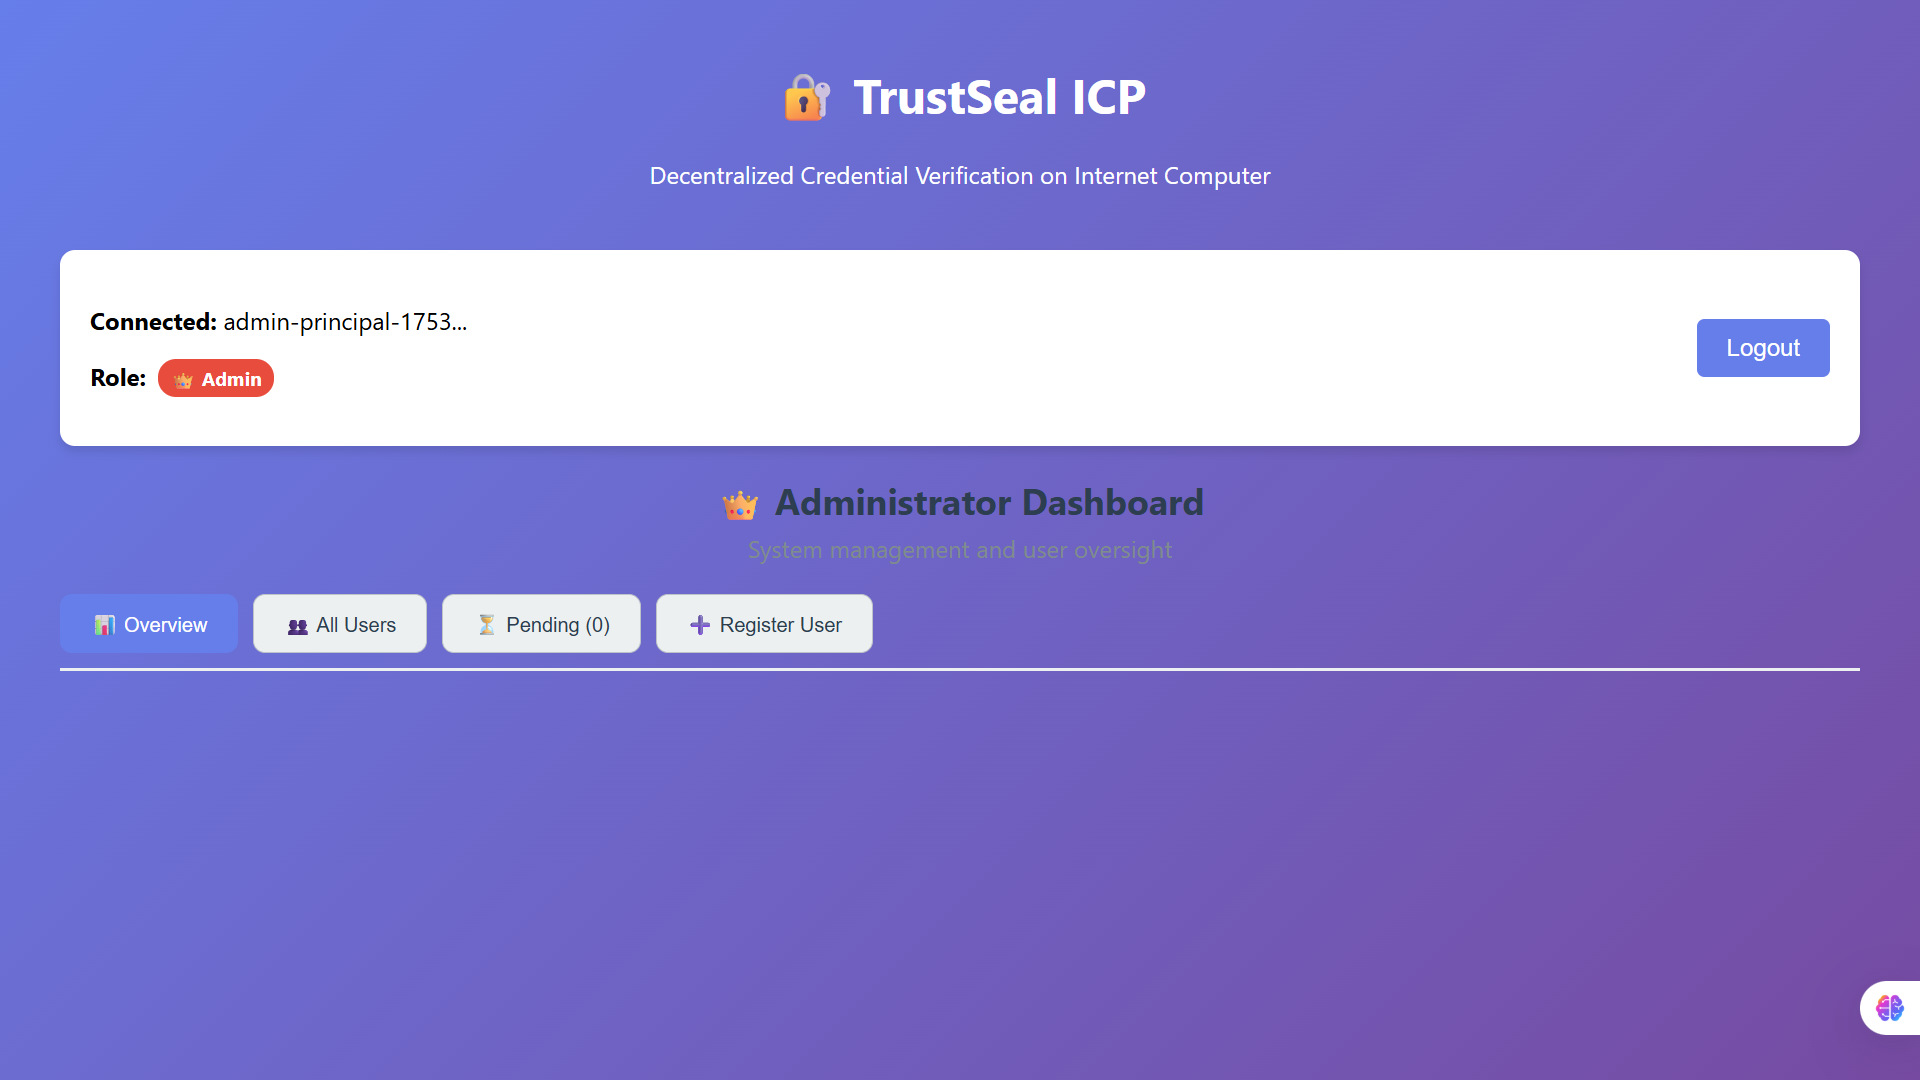 TrustSeal ICP
Decentralized Credential Verification on Internet Computer
Connected: admin-principal-1753...
Role: Admin
Logout
Administrator Dashboard
System management and user oversight
Overview
All Users
Pending (0)
Register User